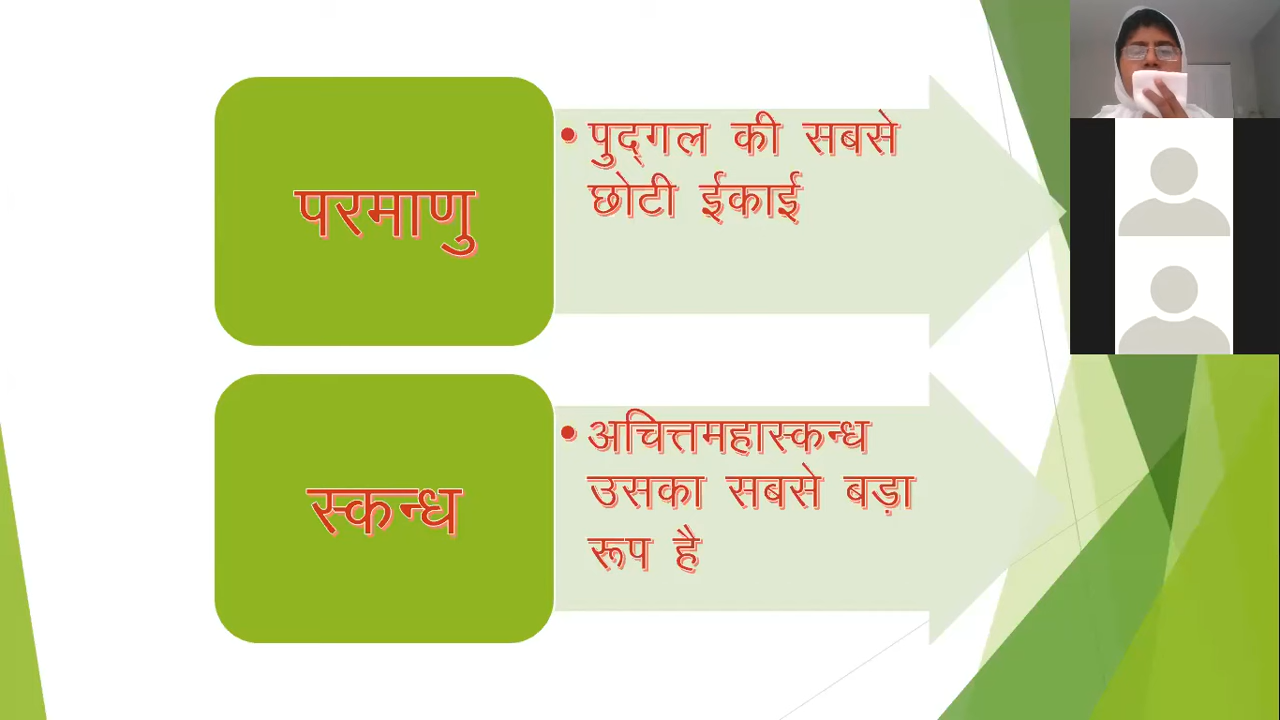 परमाणु
• पुद्गल की सबसे
छोटी ईकाई
स्कन्ध
• अचित्तमहास्कन्ध
उसका सबसे बड़ा
रूप है